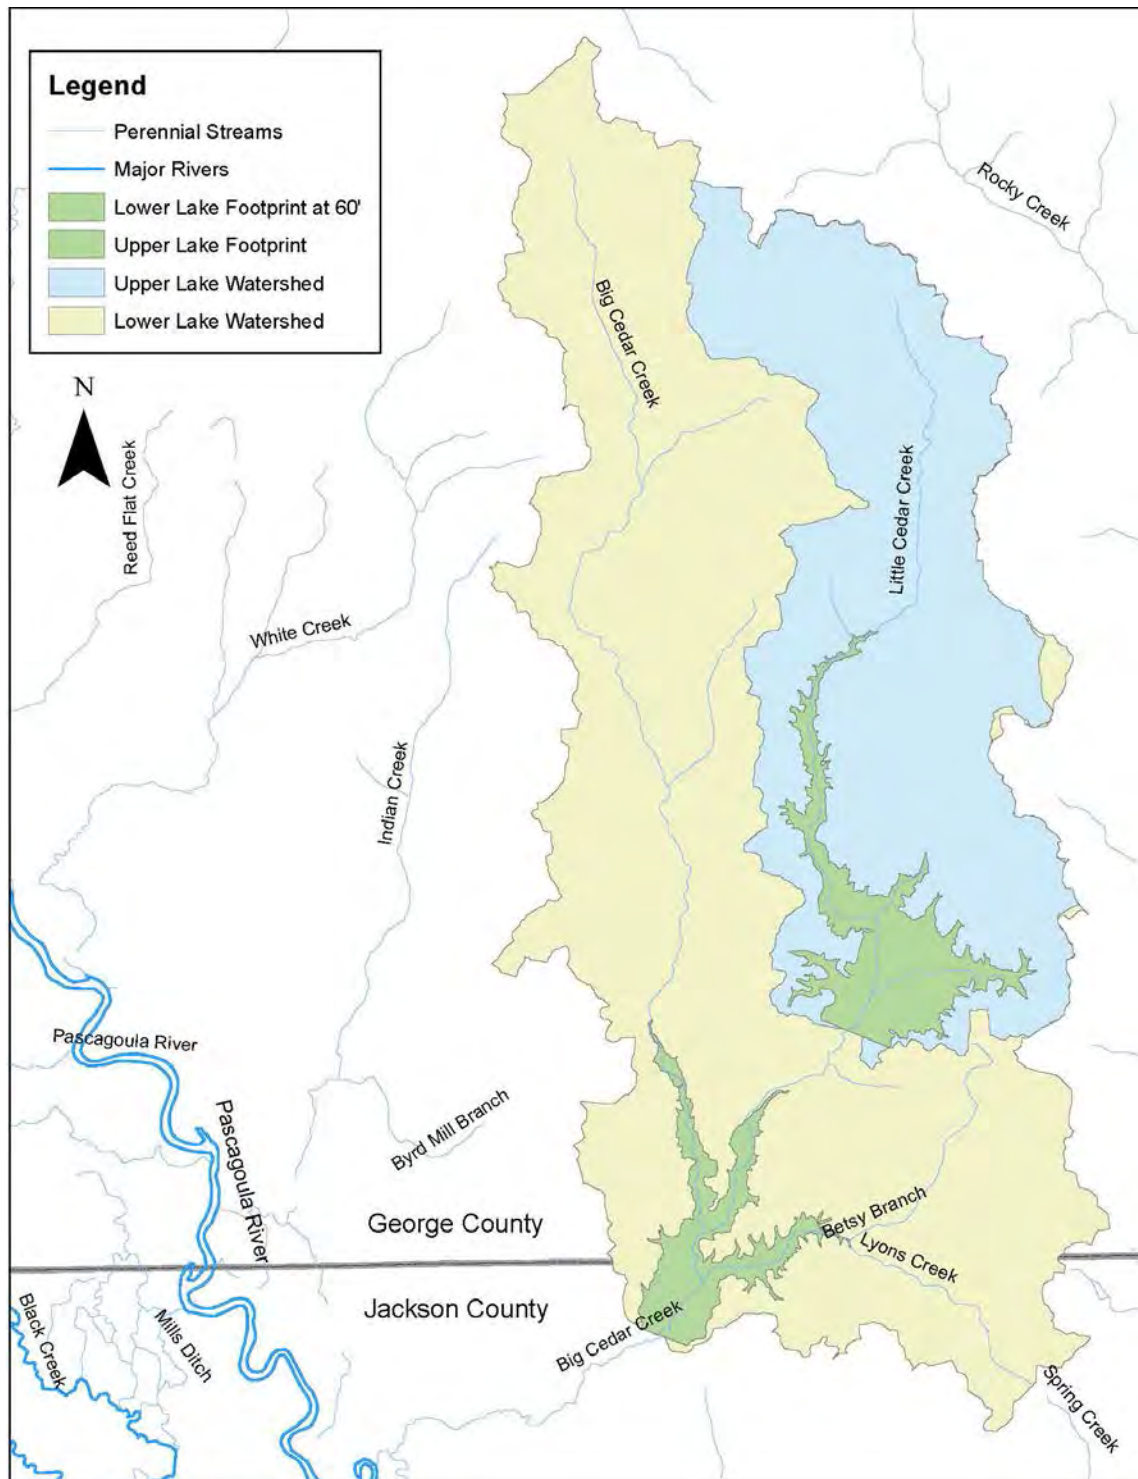 Legend
Perennial Streams
Major Rivers
Lower Lake Footprint at 60'
Upper Lake Footprint
Upper Lake Watershed
Lower Lake Watershed
N
Rocky Creek
Big Cedar Creek
Reed Flat Creek
Little Cedar Creek
White Creek
Indian Creek
Pascagoula River
Pascagoula River
Byrd Mill Branch
George County
Betsy Branch
Lyons Creek
Jackson County
Black Creek
Mills Ditch
Big Cedar Creek
Spring Creek